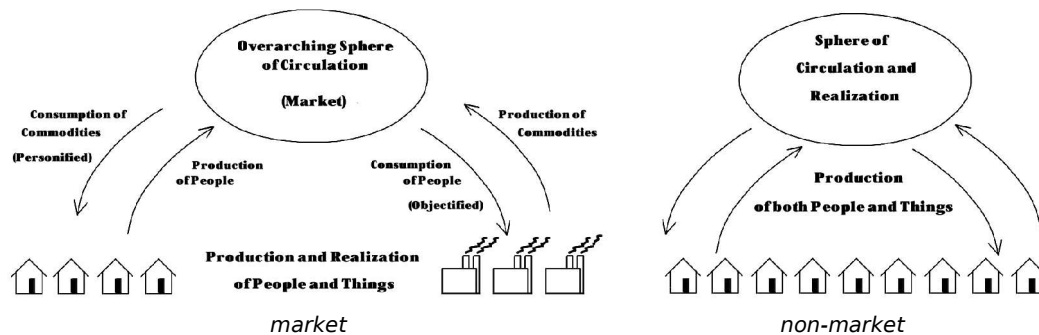 Overarching Sphere
of Circulation
(Market)
Consumption of
Commodities
(Personified)
Production
of People
Consumption
of People
(Objectified)
Production of
Commodities
Production and Realization
of People and Things
market
Sphere of
Circulation and
Realization
Production
of both People and Things
non-market